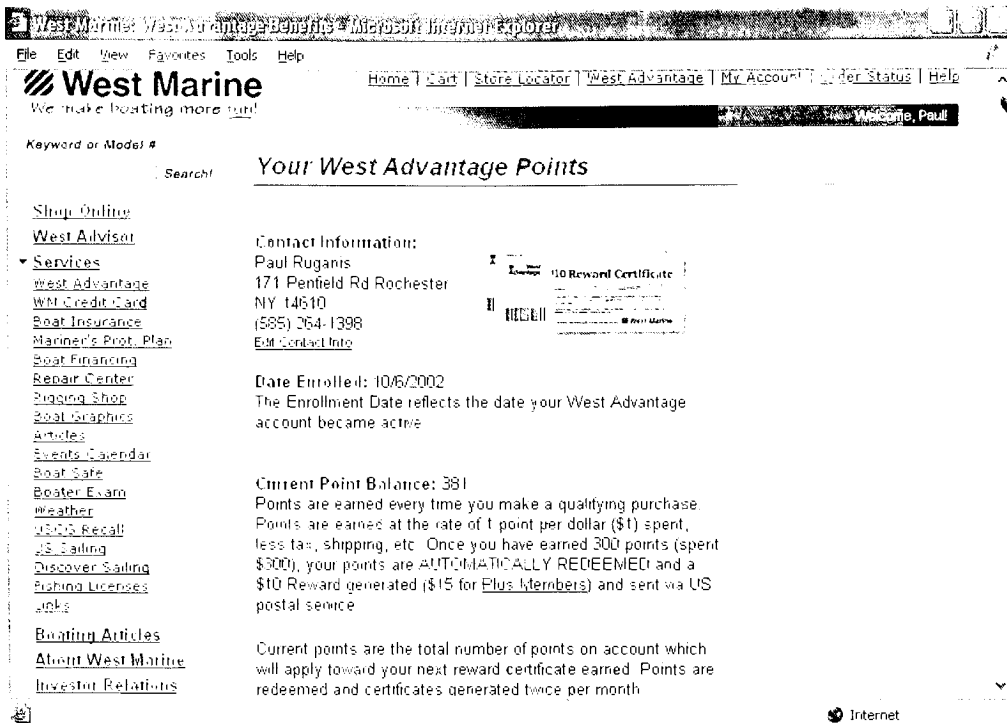 West Marine: West Advantage Benefits - Microsoft Internet Explorer
File Edit View Favorites Tools Help
West Marine
We make boating more fun!
Home | Cart | Store Locator | West Advantage | My Account | Order Status | Help
Welcome, Paul!
Keyword or Model #
Search!
Your West Advantage Points
Shop Online
West Advisor
Services
West Advantage
WM Credit Card
Boat Insurance
Mariner's Prot. Plan
Boat Financing
Repair Center
Rigging Shop
Boat Graphics
Articles
Events Calendar
Boat Safe
Boater Exam
Weather
USCG Recall
US Sailing
Discover Sailing
Fishing Licenses
Links
Boating Articles
About West Marine
Investor Relations
Contact Information:
Paul Ruganis
171 Penfield Rd Rochester
NY 14610
(585) 264-1398
Edit Contact Info
$10 Reward Certificate
West Marine
Date Enrolled: 10/6/2002
The Enrollment Date reflects the date your West Advantage
account became active
Current Point Balance: 381
Points are earned every time you make a qualifying purchase.
Points are earned at the rate of 1 point per dollar ($1) spent,
less tax, shipping, etc. Once you have earned 300 points (spent
$300), your points are AUTOMATICALLY REDEEMED and a
$10 Reward generated ($15 for Plus Members) and sent via US
postal service
Current points are the total number of points on account which
will apply toward your next reward certificate earned. Points are
redeemed and certificates generated twice per month
Internet